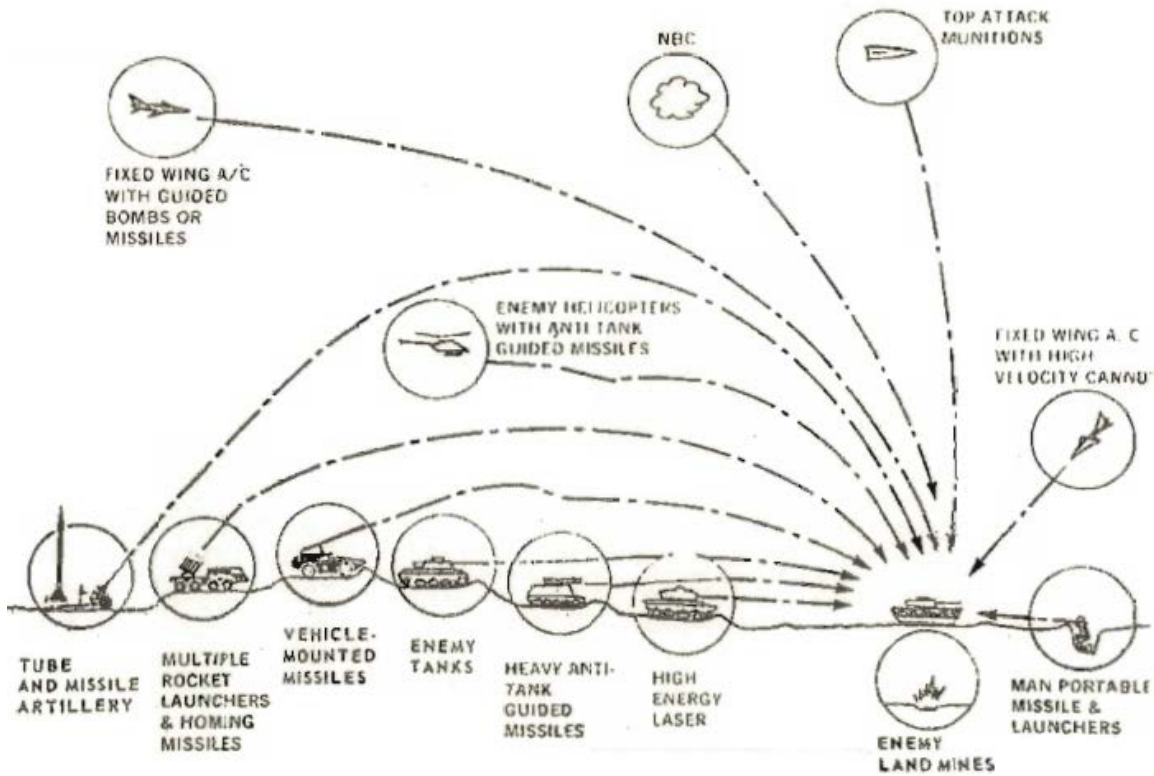 TOP ATTACK
MUNITIONS
NBC
FIXED WING A/C
WITH GUIDED
BOMBS OR
MISSILES
ENEMY HELICOPTERS
WITH ANTI TANK
GUIDED MISSILES
FIXED WING A. C
WITH HIGH
VELOCITY CANNO
TUBE
AND MISSILE
ARTILLERY
MULTIPLE
ROCKET
LAUNCHERS
& HOMING
MISSILES
VEHICLE-
MOUNTED
MISSILES
ENEMY
TANKS
HEAVY ANTI-
TANK
GUIDED
MISSILES
HIGH
ENERGY
LASER
ENEMY
LAND MINES
MAN PORTABLE
MISSILE &
LAUNCHERS